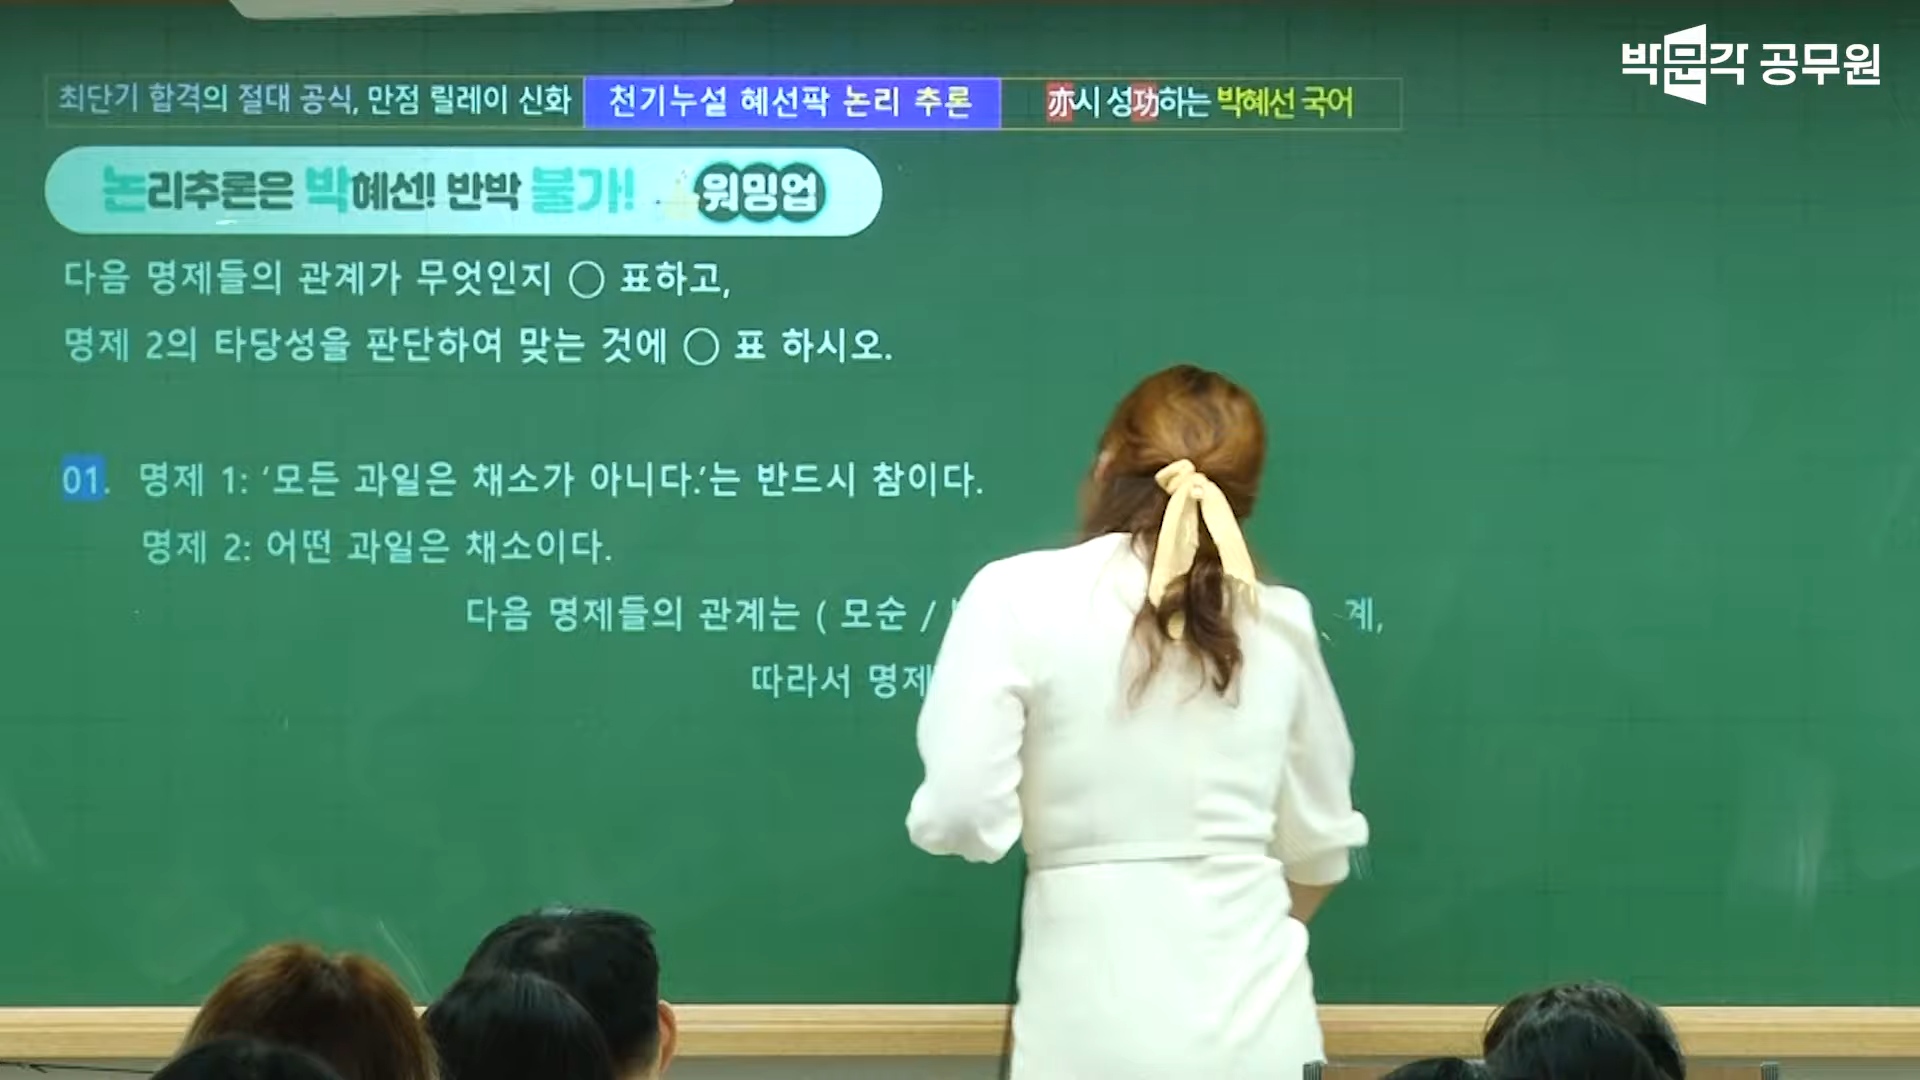 박문각 공무원
최단기 합격의 절대 공식, 만점 릴레이 신화 천기누설 혜선팍 논리 추론 亦시 성功하는 박혜선 국어
논리추론은 박혜선! 반박 불가! 워밍업
다음 명제들의 관계가 무엇인지 ◯ 표하고,
명제 2의 타당성을 판단하여 맞는 것에 ◯ 표 하시오.
01. 명제 1: ‘모든 과일은 채소가 아니다.’는 반드시 참이다.
명제 2: 어떤 과일은 채소이다.
다음 명제들의 관계는 ( 모순 / 계,
따라서 명제